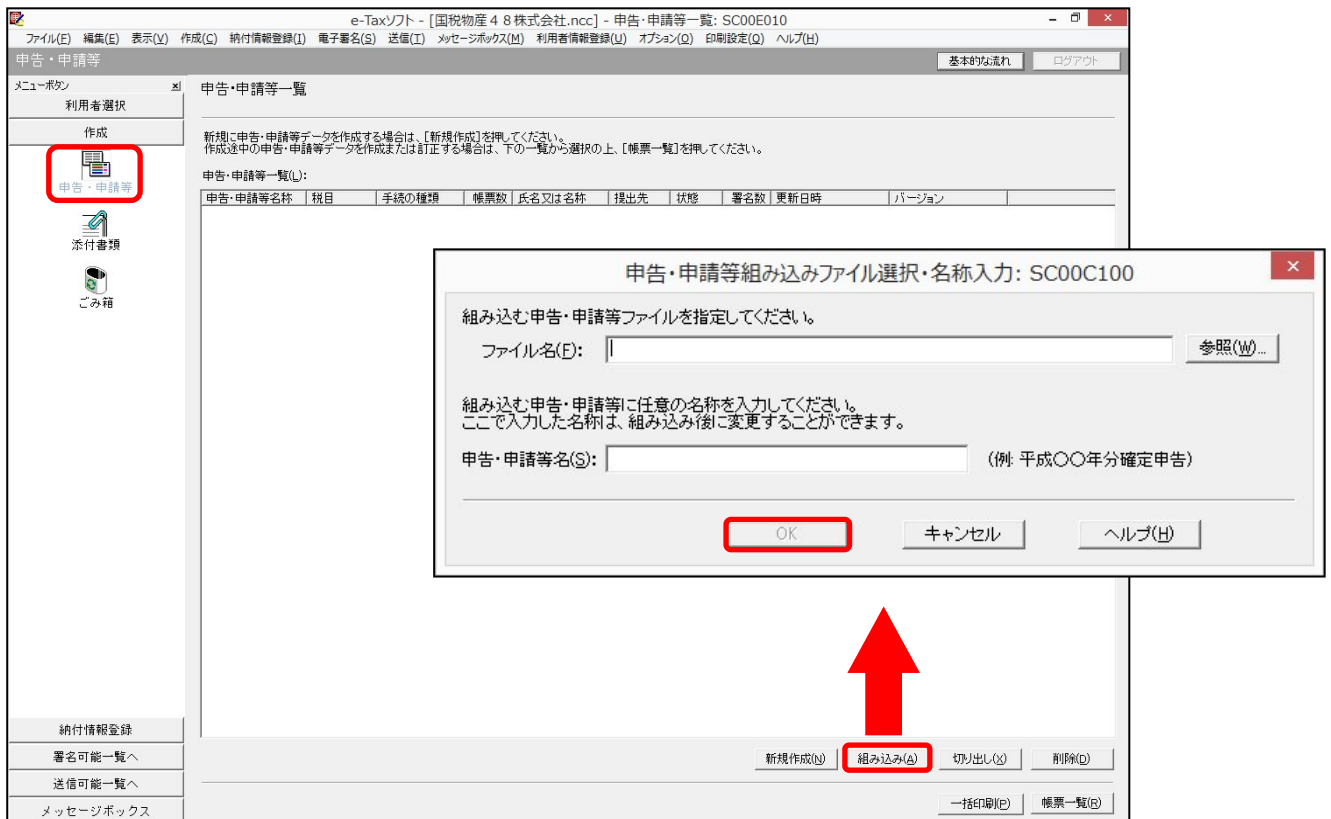 e-Taxソフト - [国税物産４８株式会社.ncc] - 申告・申請等一覧: SC00E010
ファイル(F) 編集(E) 表示(V) 作成(C) 納付情報登録(I) 電子署名(S) 送信(T) メッセージボックス(M) 利用者情報登録(U) オプション(O) 印刷設定(Q) ヘルプ(H)
申告・申請等
基本的な流れ ログアウト
メニューボタン
利用者選択
作成
申告・申請等
添付書類
ごみ箱
納付情報登録
署名可能一覧へ
送信可能一覧へ
メッセージボックス
申告・申請等一覧
新規に申告・申請等データを作成する場合は、[新規作成]を押してください。
作成途中の申告・申請等データを作成または訂正する場合は、下の一覧から選択の上、[帳票一覧]を押してください。
申告・申請等一覧(L):
申告・申請等名称 税目 手続の種類 帳票数 氏名又は名称 提出先 状態 署名数 更新日時 バージョン
申告・申請等組み込みファイル選択・名称入力: SC00C100
組み込む申告・申請等ファイルを指定してください。
ファイル名(F): 参照(W)...
組み込む申告・申請等に任意の名称を入力してください。
ここで入力した名称は、組み込み後に変更することができます。
申告・申請等名(S): (例: 平成〇〇年分確定申告)
OK キャンセル ヘルプ(H)
新規作成(N) 組み込み(A) 切り出し(X) 削除(D)
一括印刷(P) 帳票一覧(R)